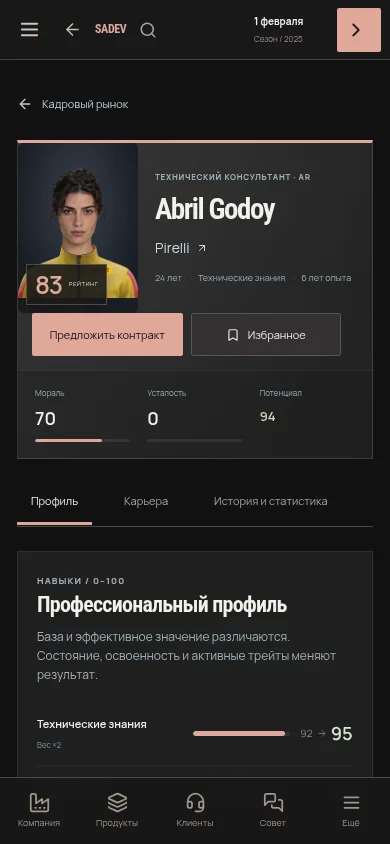 SADEV
1 февраля
Сезон / 2025
Кадровый рынок
ТЕХНИЧЕСКИЙ КОНСУЛЬТАНТ · AR
Abril Godoy
Pirelli
24 лет · Технические знания · 6 лет опыта
83 РЕЙТИНГ
Предложить контракт
Избранное
Мораль
Усталость
Потенциал
70
0
94
Профиль
Карьера
История и статистика
НАВЫКИ / 0–100
Профессиональный профиль
База и эффективное значение различаются.
Состояние, освоенность и активные трейты меняют
результат.
Технические знания
92 → 95
Вес ×2
Компания
Продукты
Клиенты
Совет
Ещё